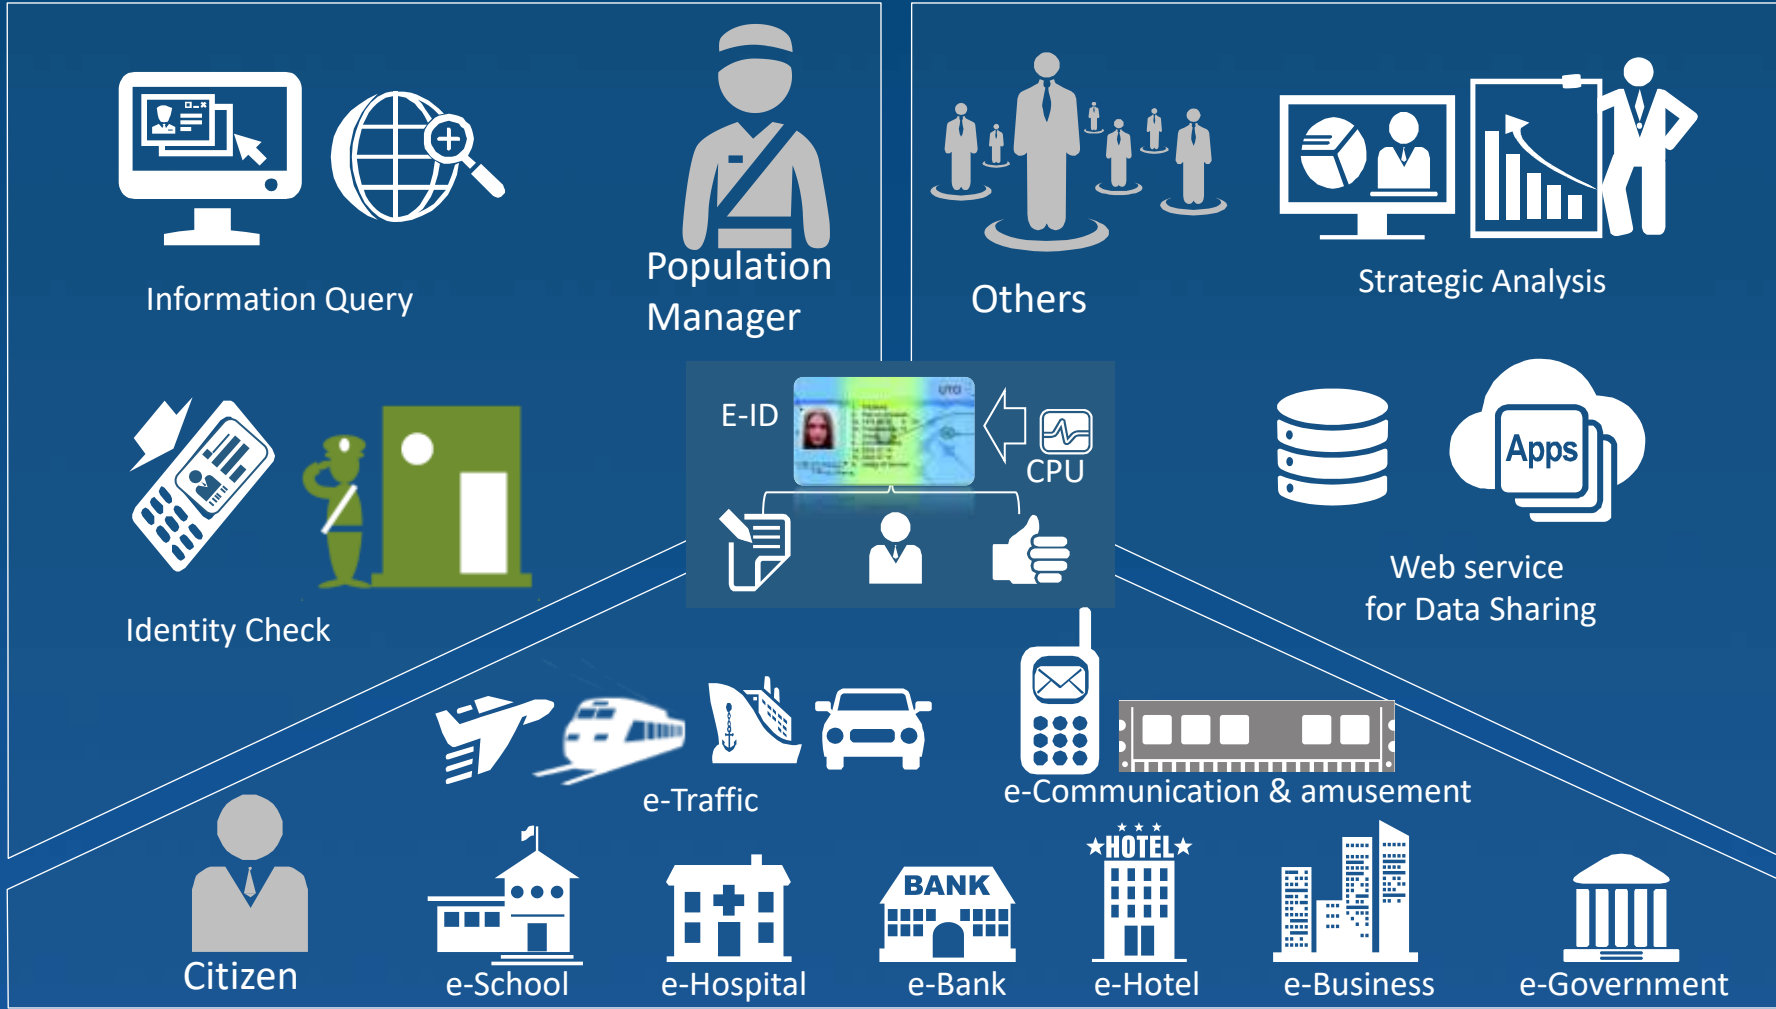 Information Query
Population
Manager
Others
Strategic Analysis
E-ID
UTO
CPU
Identity Check
Apps
Web service
for Data Sharing
e-Traffic
e-Communication & amusement
Citizen
e-School
e-Hospital
BANK
e-Bank
★HOTEL★
e-Hotel
e-Business
e-Government